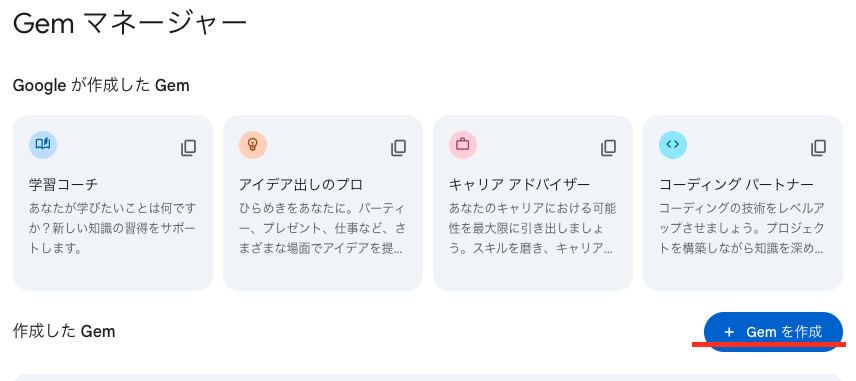 Gem マネージャー
Google が作成した Gem
学習コーチ
あなたが学びたいことは何です
か？新しい知識の習得をサポー
トします。
アイデア出しのプロ
ひらめきをあなたに。パーティ
ー、プレゼント、仕事など、さ
まざまな場面でアイデアを提...
キャリア アドバイザー
あなたのキャリアにおける可能
性を最大限に引き出しましょ
う。スキルを磨き、キャリア...
コーディング パートナー
コーディングの技術をレベルア
ップさせましょう。プロジェク
トを構築しながら知識を深め...
作成した Gem
+ Gem を作成